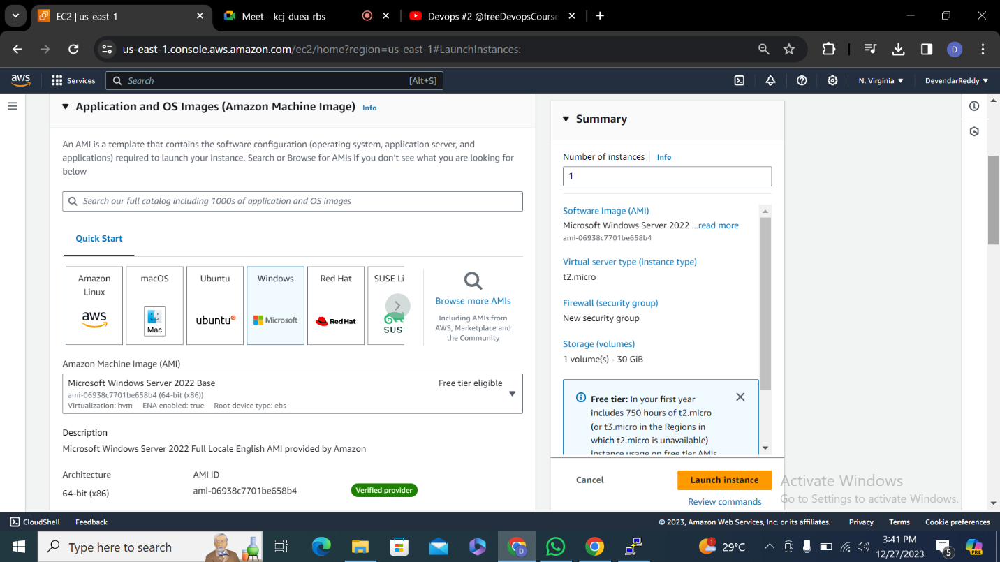 EC2 | us-east-1
Meet – kcj-duea-rbs
Devops #2 @freeDevopsCourse
us-east-1.console.aws.amazon.com/ec2/home?region=us-east-1#LaunchInstances:
D
aws
Services
Search
[Alt+S]
N. Virginia
DevendarReddy
Application and OS Images (Amazon Machine Image) Info
An AMI is a template that contains the software configuration (operating system, application server, and
applications) required to launch your instance. Search or Browse for AMIs if you don't see what you are looking for
below
Search our full catalog including 1000s of application and OS images
Quick Start
Amazon
Linux
aws
macOS
Mac
Ubuntu
ubuntu
Windows
Microsoft
Red Hat
Red Hat
SUSE Li
SUS
Browse more AMIs
Including AMIs from
AWS, Marketplace and
the Community
Amazon Machine Image (AMI)
Microsoft Windows Server 2022 Base
Free tier eligible
ami-06938c7701be658b4 (64-bit (x86))
Virtualization: hvm ENA enabled: true Root device type: ebs
Description
Microsoft Windows Server 2022 Full Locale English AMI provided by Amazon
Architecture
64-bit (x86)
AMI ID
ami-06938c7701be658b4
Verified provider
Summary
Number of instances Info
1
Software Image (AMI)
Microsoft Windows Server 2022 ...read more
ami-06938c7701be658b4
Virtual server type (instance type)
t2.micro
Firewall (security group)
New security group
Storage (volumes)
1 volume(s) - 30 GiB
Free tier: In your first year
includes 750 hours of t2.micro
(or t3.micro in the Regions in
which t2.micro is unavailable)
instance usage on free tier AMIs
Cancel
Launch instance
Review commands
Activate Windows
Go to Settings to activate Windows.
CloudShell
Feedback
© 2023, Amazon Web Services, Inc. or its affiliates.
Privacy
Terms
Cookie preferences
Type here to search
D
1
29°C
3:41 PM
12/27/2023
5
PRE